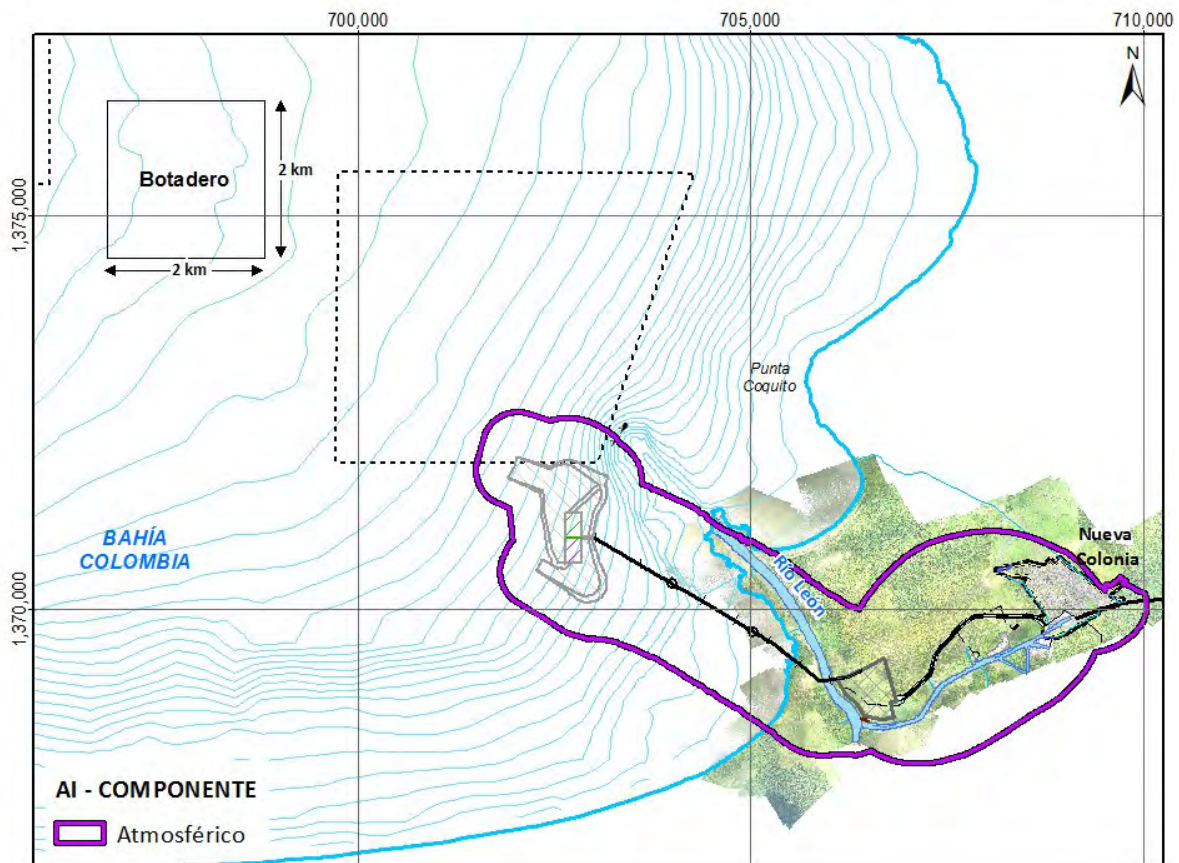 700,000
705,000
710,000
N
2 km
Botadero
2 km
1,375,000
Punta
Coquito
BAHÍA
COLOMBIA
Nueva
Colonia
Río León
1,370,000
AI - COMPONENTE
Atmosférico